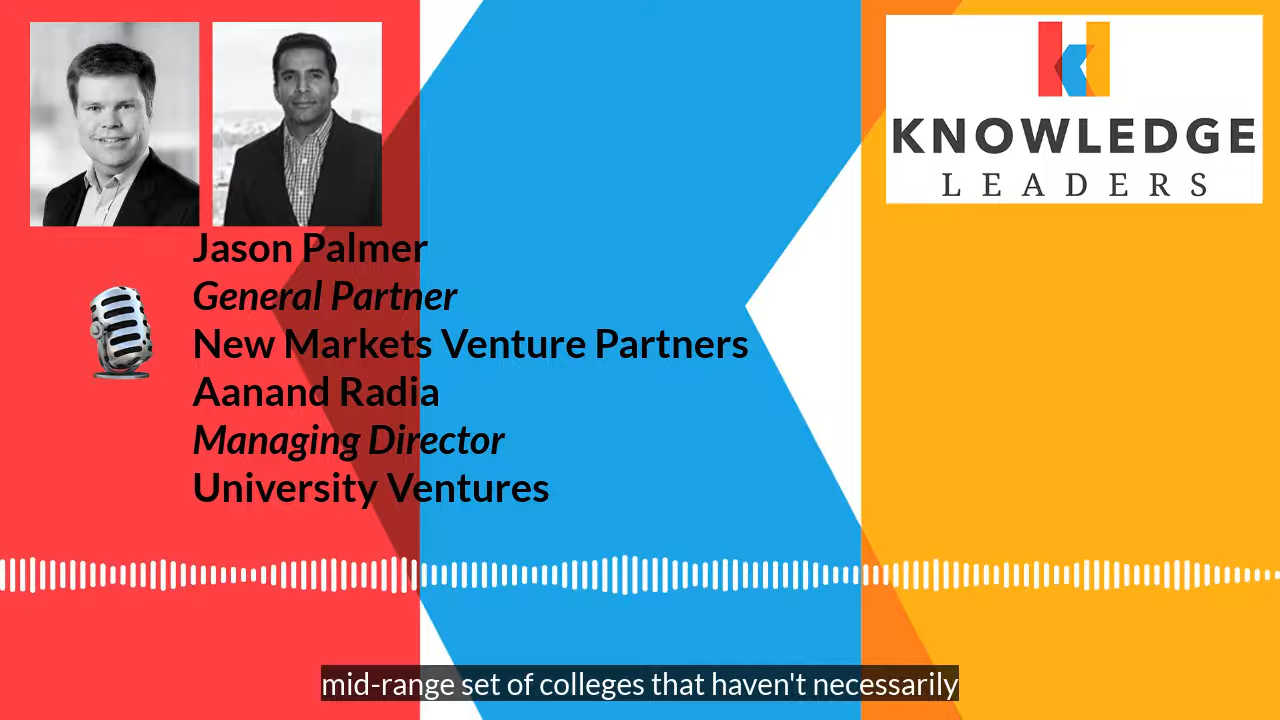 KNOWLEDGE
LEADERS
Jason Palmer
General Partner
New Markets Venture Partners
Aanand Radia
Managing Director
University Ventures
mid-range set of colleges that haven't necessarily